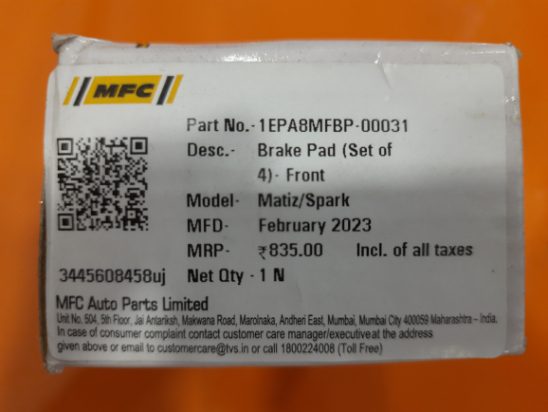 MFC
Part No.- 1EPA8MFBP-00031
Desc.- Brake Pad (Set of
4)- Front
Model- Matiz/Spark
MFD- February 2023
MRP- ₹835.00 Incl. of all taxes
3445608458uj Net Qty - 1 N
MFC Auto Parts Limited
Unit No, 504, 5th Floor, Jai Antariksh, Makwana Road, Marolnaka, Andheri East, Mumbai, Mumbai City 400059 Maharashtra – India.
In case of consumer complaint contact customer care manager/executive at the address
given above or email to customercare@tvs.in or call 1800224008 (Toll Free)